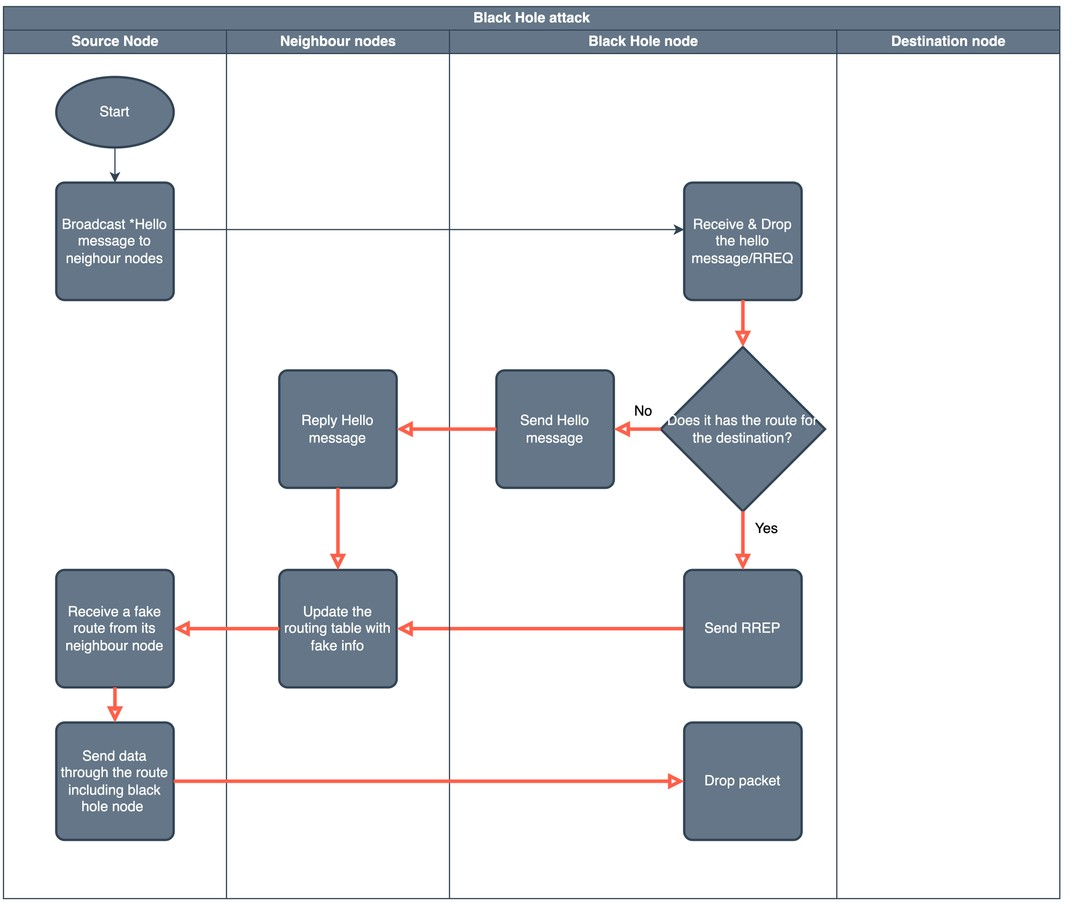 Black Hole attack
Source Node
Neighbour nodes
Black Hole node
Destination node
Start
Broadcast *Hello
message to
neighour nodes
Receive & Drop
the hello
message/RREQ
Reply Hello
message
Send Hello
message
No
Does it has the route for
the destination?
Yes
Receive a fake
route from its
neighbour node
Update the
routing table with
fake info
Send RREP
Send data
through the route
including black
hole node
Drop packet